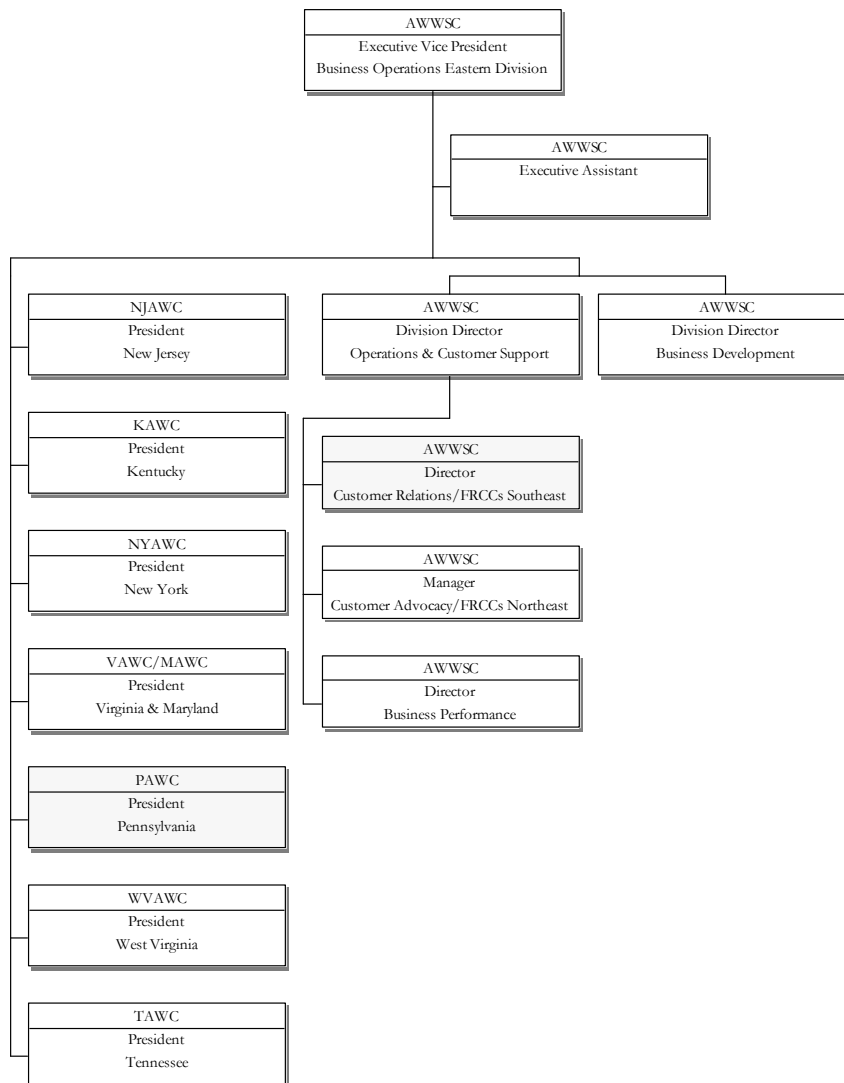 AWWSC
Executive Vice President
Business Operations Eastern Division
AWWSC
Executive Assistant
NJAWC
President
New Jersey
AWWSC
Division Director
Operations & Customer Support
AWWSC
Division Director
Business Development
KAWC
President
Kentucky
AWWSC
Director
Customer Relations/FRCCs Southeast
NYAWC
President
New York
AWWSC
Manager
Customer Advocacy/FRCCs Northeast
VAWC/MAWC
President
Virginia & Maryland
AWWSC
Director
Business Performance
PAWC
President
Pennsylvania
WVAWC
President
West Virginia
TAWC
President
Tennessee